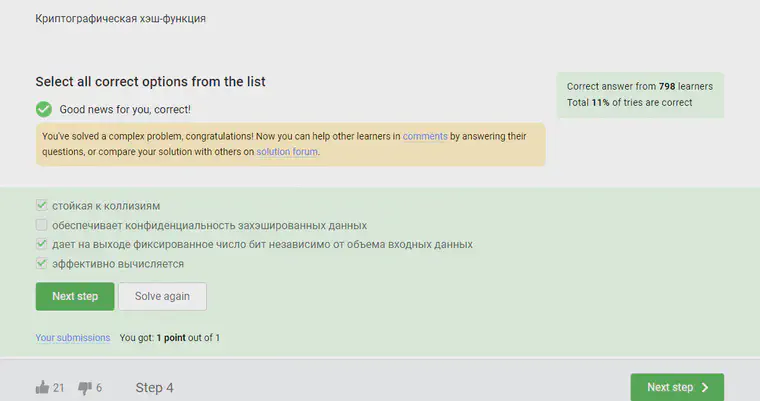 Криптографическая хэш-функция
Select all correct options from the list
Correct answer from 798 learners
Total 11% of tries are correct
Good news for you, correct!
You've solved a complex problem, congratulations! Now you can help other learners in comments by answering their
questions, or compare your solution with others on solution forum.
стойкая к коллизиям
обеспечивает конфиденциальность захэшированных данных
дает на выходе фиксированное число бит независимо от объема входных данных
эффективно вычисляется
Next step
Solve again
Your submissions You got: 1 point out of 1
21 6 Step 4 Next step